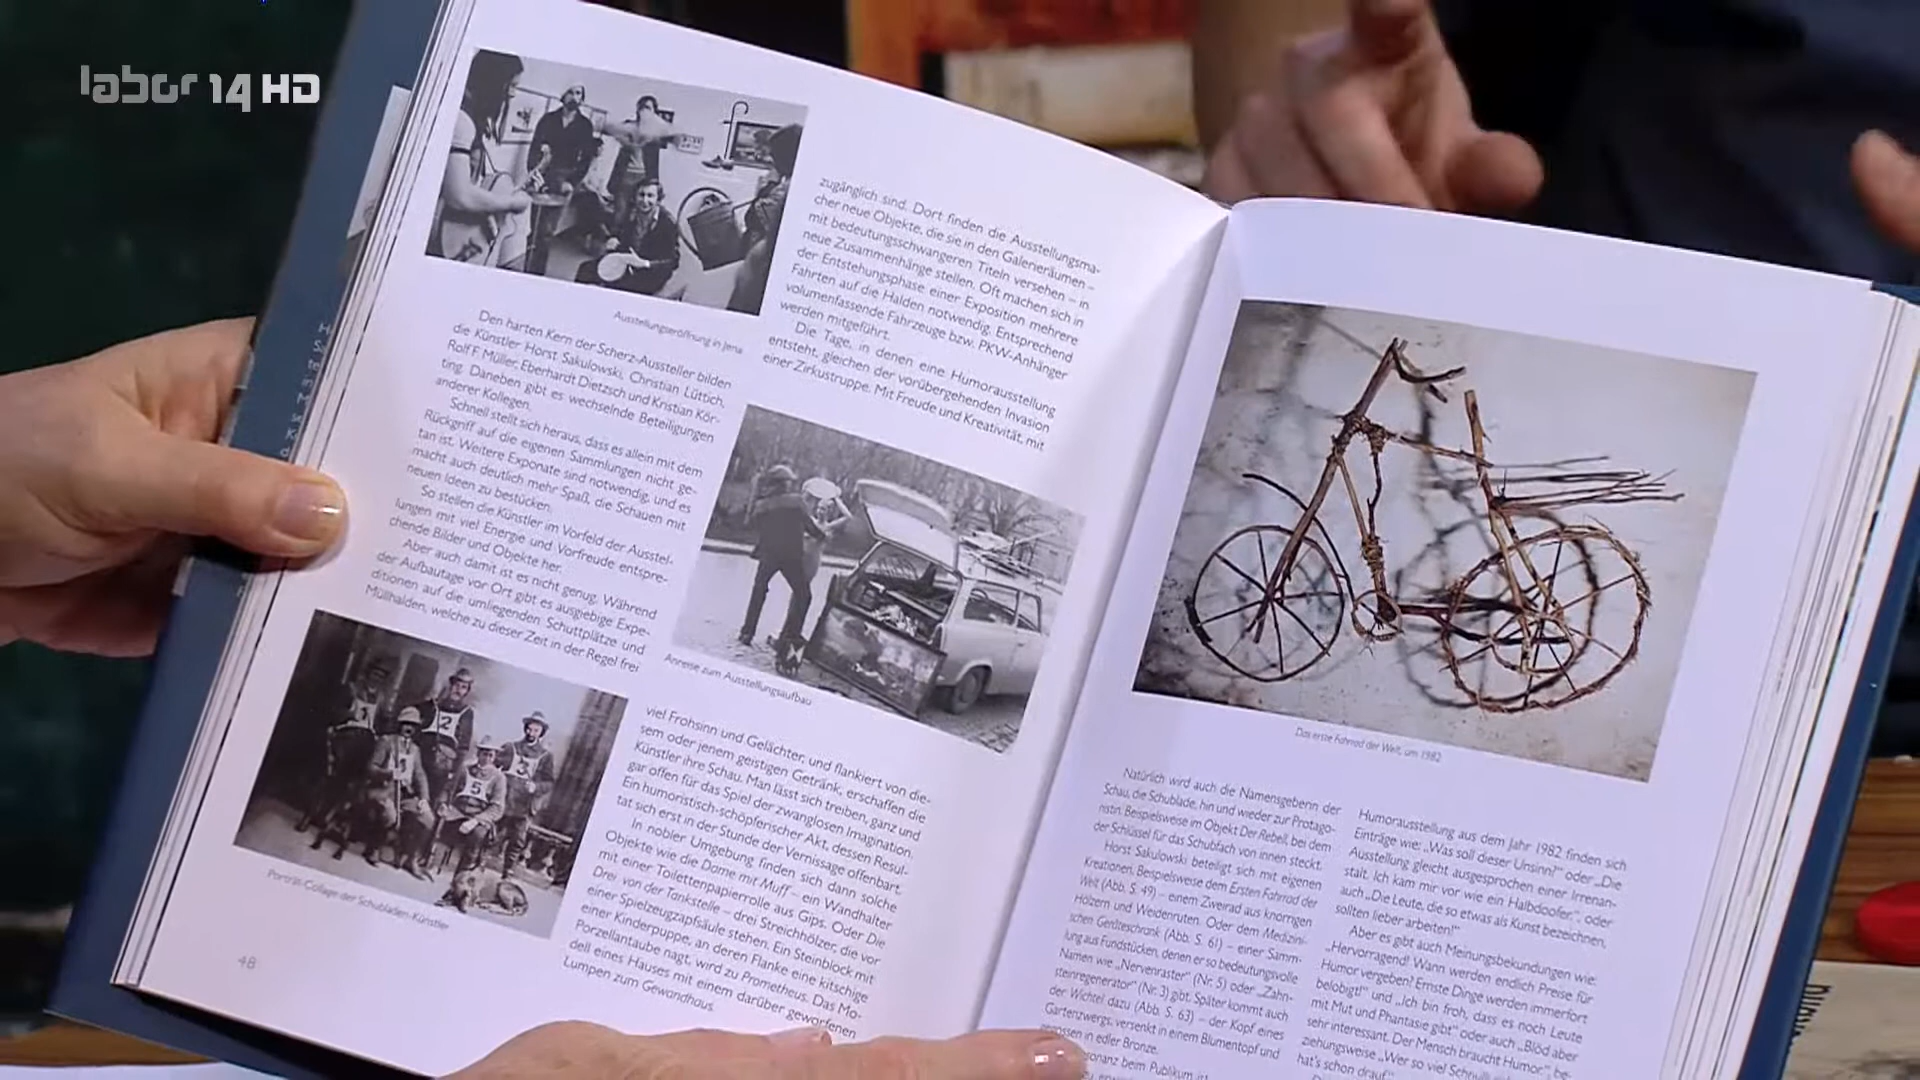 labor 14 HD
Ausstellungseröffnung in Jena
Den harten Kern der Scherz-Aussteller bilden
die Künstler Horst Sakulowski, Christian Lüttich,
Rolf F. Müller, Eberhardt Dietzsch und Kristian Kör-
ting. Daneben gibt es wechselnde Beteiligungen
anderer Kollegen.
Schnell stellt sich heraus, dass es allein mit dem
Rückgriff auf die eigenen Sammlungen nicht ge-
tan ist. Weitere Exponate sind notwendig, und es
macht auch deutlich mehr Spaß, die Schauen mit
neuen Ideen zu bestücken.
So stellen die Künstler im Vorfeld der Ausstel-
lungen mit viel Energie und Vorfreude entspre-
chende Bilder und Objekte her.
Aber auch damit ist es nicht genug. Während
der Aufbautage vor Ort gibt es ausgiebige Expe-
ditionen auf die umliegenden Schuttplätze und
Müllhalden, welche zu dieser Zeit in der Regel frei
1
2
3
4
5
Porträt-Collage der Schubladen-Künstler
48
zugänglich sind. Dort finden die Ausstellungsma-
cher neue Objekte, die sie in den Galerieräumen –
mit bedeutungsschwangeren Titeln versehen – in
neue Zusammenhänge stellen. Oft machen sich in
der Entstehungsphase einer Exposition mehrere
Fahrten auf die Halden notwendig. Entsprechend
volumenfassende Fahrzeuge bzw. PKW-Anhänger
werden mitgeführt.
Die Tage, in denen eine Humorausstellung
entsteht, gleichen der vorübergehenden Invasion
einer Zirkustruppe. Mit Freude und Kreativität, mit
Anreise zum Ausstellungsaufbau
viel Frohsinn und Gelächter, und flankiert von die-
sem oder jenem geistigen Getränk, erschaffen die
Künstler ihre Schau. Man lässt sich treiben, ganz und
gar offen für das Spiel der zwanglosen Imagination.
Ein humoristisch-schöpferischer Akt, dessen Resul-
tat sich erst in der Stunde der Vernissage offenbart.
In nobler Umgebung finden sich dann solche
Objekte wie die Dame mit Muff – ein Wandhalter
mit einer Toilettenpapierrolle aus Gips. Oder Die
Drei von der Tankstelle – drei Streichhölzer, die vor
einer Spielzeugzapfsäule stehen. Ein Steinblock mit
einer Kinderpuppe, an deren Flanke eine kitschige
Porzellantaube nagt, wird zu Prometheus. Das Mo-
dell eines Hauses mit einem darüber geworfenen
Lumpen zum Gewandhaus.
Das erste Fahrrad der Welt, um 1982
Natürlich wird auch die Namensgeberin der
Schau, die Schublade, hin und wieder zur Protago-
nistin. Beispielsweise im Objekt Der Rebell, bei dem
der Schlüssel für das Schubfach von innen steckt.
Horst Sakulowski beteiligt sich mit eigenen
Kreationen. Beispielsweise dem Ersten Fahrrad der
Welt (Abb. S. 49) – einem Zweirad aus knorrigen
Hölzern und Weidenruten. Oder dem Medizini-
schen Geräteschrank (Abb. S. 61) – einer Samm-
lung aus Fundstücken, denen er so bedeutungsvolle
Namen wie „Nervenraster“ (Nr. 5) oder „Zahn-
steinregenerator“ (Nr. 3) gibt. Später kommt auch
der Wichtel dazu (Abb. S. 63) – der Kopf eines
Gartenzwergs, versenkt in einem Blumentopf und
in edler Bronze.
beim Publikum
Humorausstellung aus dem Jahr 1982 finden sich
Einträge wie: „Was soll dieser Unsinn?“ oder „Die
Ausstellung gleicht ausgesprochen einer Irrenan-
stalt. Ich kam mir vor wie ein Halbdoofer.“, oder
auch „Die Leute, die so etwas als Kunst bezeichnen,
sollten lieber arbeiten!“
Aber es gibt auch Meinungsbekundungen wie:
„Hervorragend! Wann werden endlich Preise für
Humor vergeben? Ernste Dinge werden immerfort
belobigt!“ und „Ich bin froh, dass es noch Leute
mit Mut und Phantasie gibt“ oder auch „Blöd aber
sehr interessant. Der Mensch braucht Humor.“ be-
ziehungsweise „Wer so viel
hat's schon drauf.“